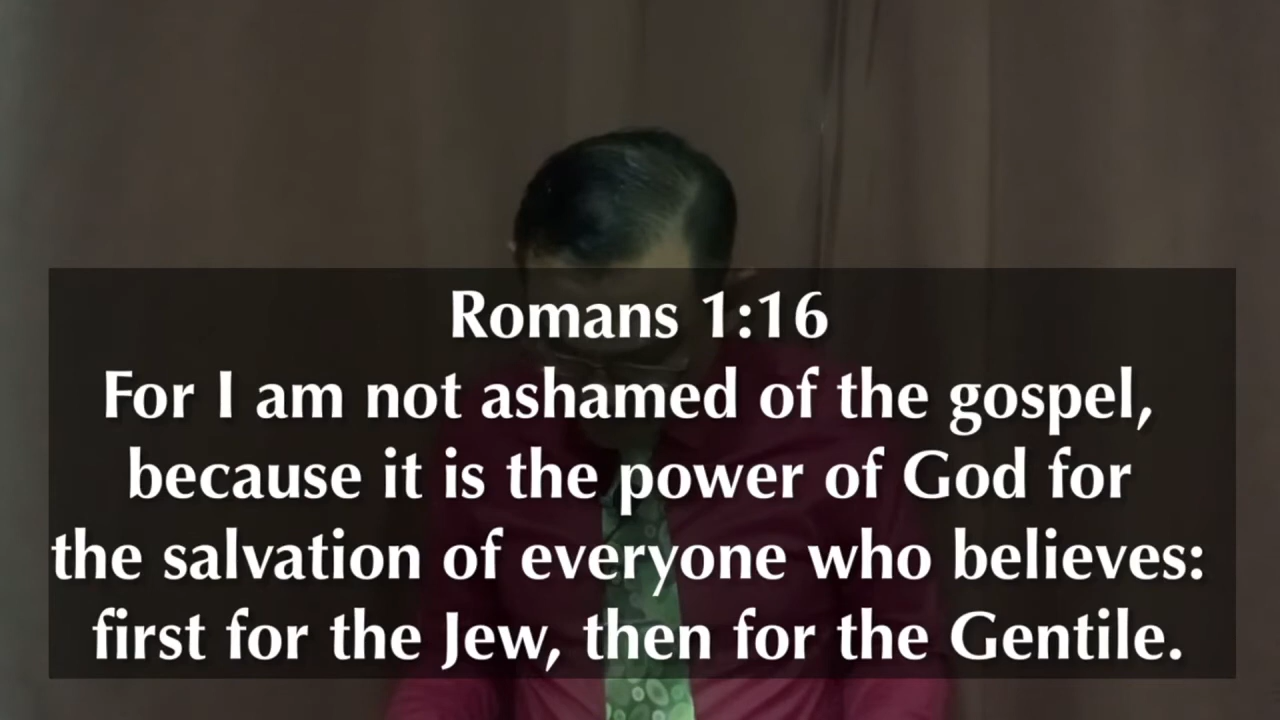 Romans 1:16
For I am not ashamed of the gospel,
because it is the power of God for
the salvation of everyone who believes:
first for the Jew, then for the Gentile.